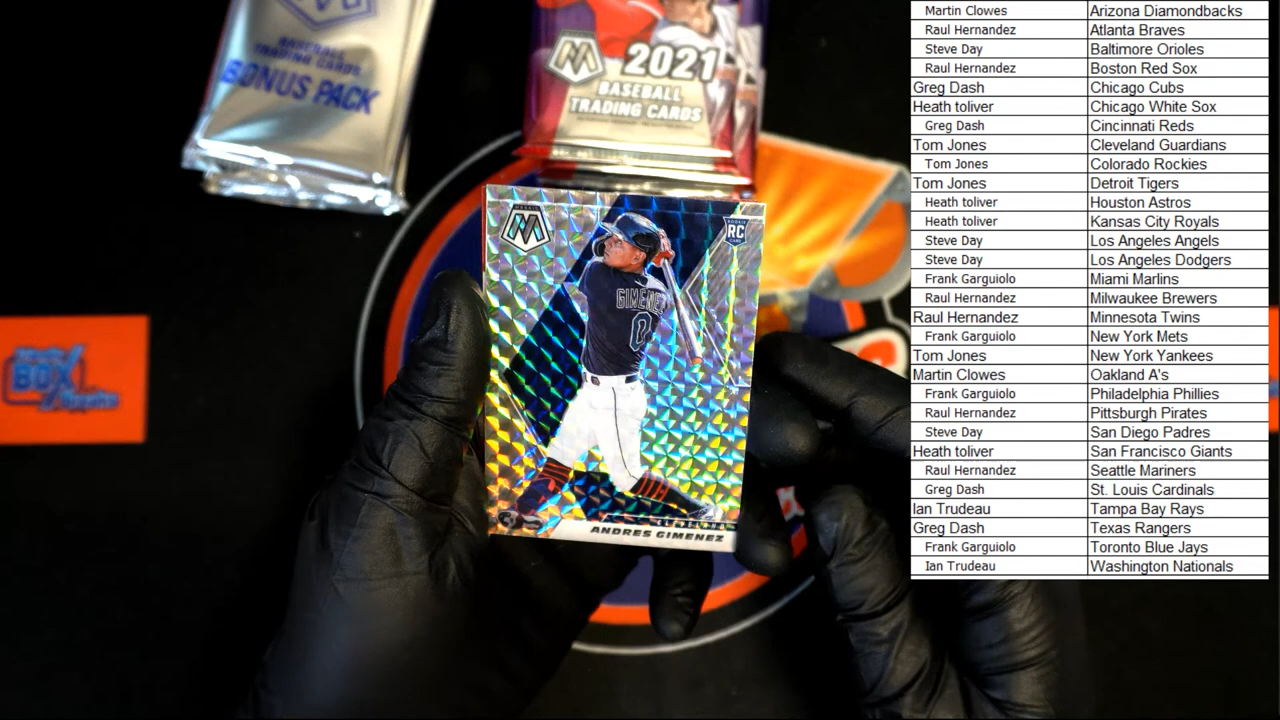 BASEBALL
TRADING CARDS
BONUS PACK
2021
BASEBALL
TRADING CARDS
MOSAIC
ROOKIE
RC
CARD
GIMENEZ
0
CLEVELAND
ANDRES GIMENEZ
BOX
Martin Clowes Arizona Diamondbacks
Raul Hernandez Atlanta Braves
Steve Day Baltimore Orioles
Raul Hernandez Boston Red Sox
Greg Dash Chicago Cubs
Heath toliver Chicago White Sox
Greg Dash Cincinnati Reds
Tom Jones Cleveland Guardians
Tom Jones Colorado Rockies
Tom Jones Detroit Tigers
Heath toliver Houston Astros
Heath toliver Kansas City Royals
Steve Day Los Angeles Angels
Steve Day Los Angeles Dodgers
Frank Garguiolo Miami Marlins
Raul Hernandez Milwaukee Brewers
Raul Hernandez Minnesota Twins
Frank Garguiolo New York Mets
Tom Jones New York Yankees
Martin Clowes Oakland A's
Frank Garguiolo Philadelphia Phillies
Raul Hernandez Pittsburgh Pirates
Steve Day San Diego Padres
Heath toliver San Francisco Giants
Raul Hernandez Seattle Mariners
Greg Dash St. Louis Cardinals
Ian Trudeau Tampa Bay Rays
Greg Dash Texas Rangers
Frank Garguiolo Toronto Blue Jays
Ian Trudeau Washington Nationals